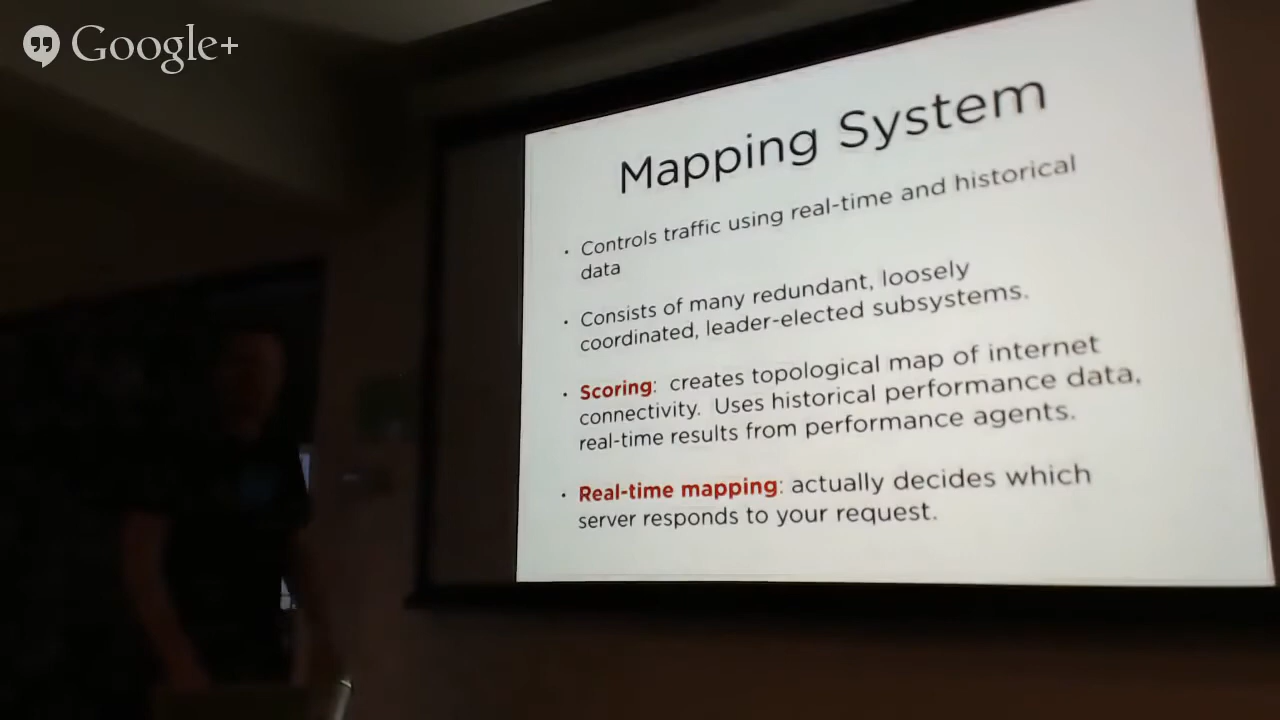 Google+
Mapping System
• Controls traffic using real-time and historical
data
• Consists of many redundant, loosely
coordinated, leader-elected subsystems.
• Scoring: creates topological map of internet
connectivity. Uses historical performance data,
real-time results from performance agents.
• Real-time mapping: actually decides which
server responds to your request.